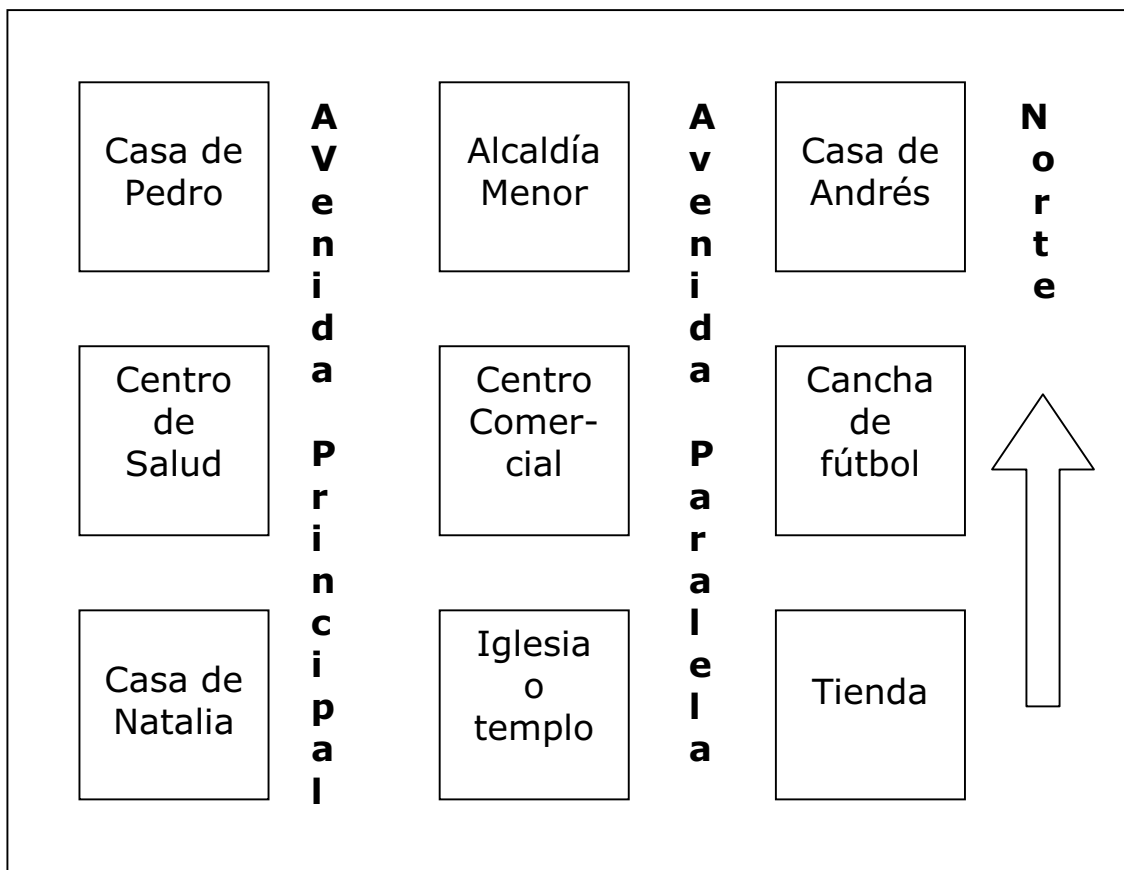 Casa de
Pedro
AVenida Principal
Alcaldía
Menor
Avenida Paralela
Casa de
Andrés
Norte
Centro
de
Salud
Centro
Comer-
cial
Cancha
de
fútbol
Casa de
Natalia
Iglesia
o
templo
Tienda